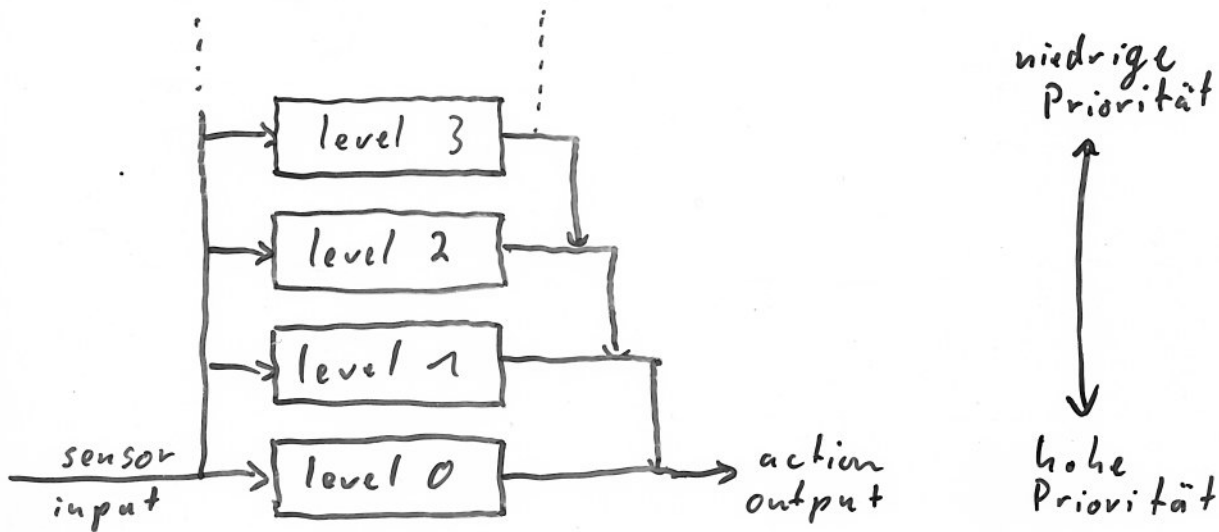 niedrige
Priorität
level 3
level 2
level 1
level 0
sensor
input
action
output
hohe
Priorität